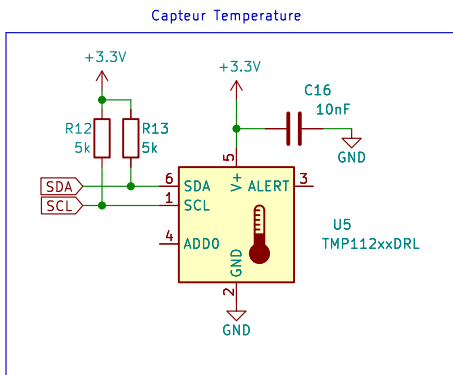 Capteur Temperature
+3.3V
+3.3V
C16
10nF
GND
R12
5k
R13
5k
SDA
SCL
6
1
4
5
3
2
SDA
SCL
ADD0
V+
ALERT
GND
U5
TMP112xxDRL
GND